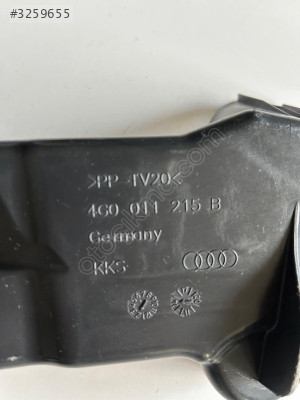 #3259655
>PP TV20<
4G0 011 215 B
Germany
KKS